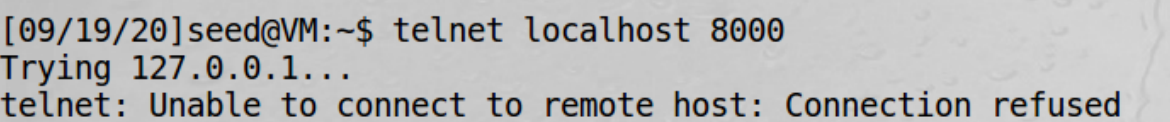 [09/19/20]seed@VM:~$ telnet localhost 8000
Trying 127.0.0.1...
telnet: Unable to connect to remote host: Connection refused